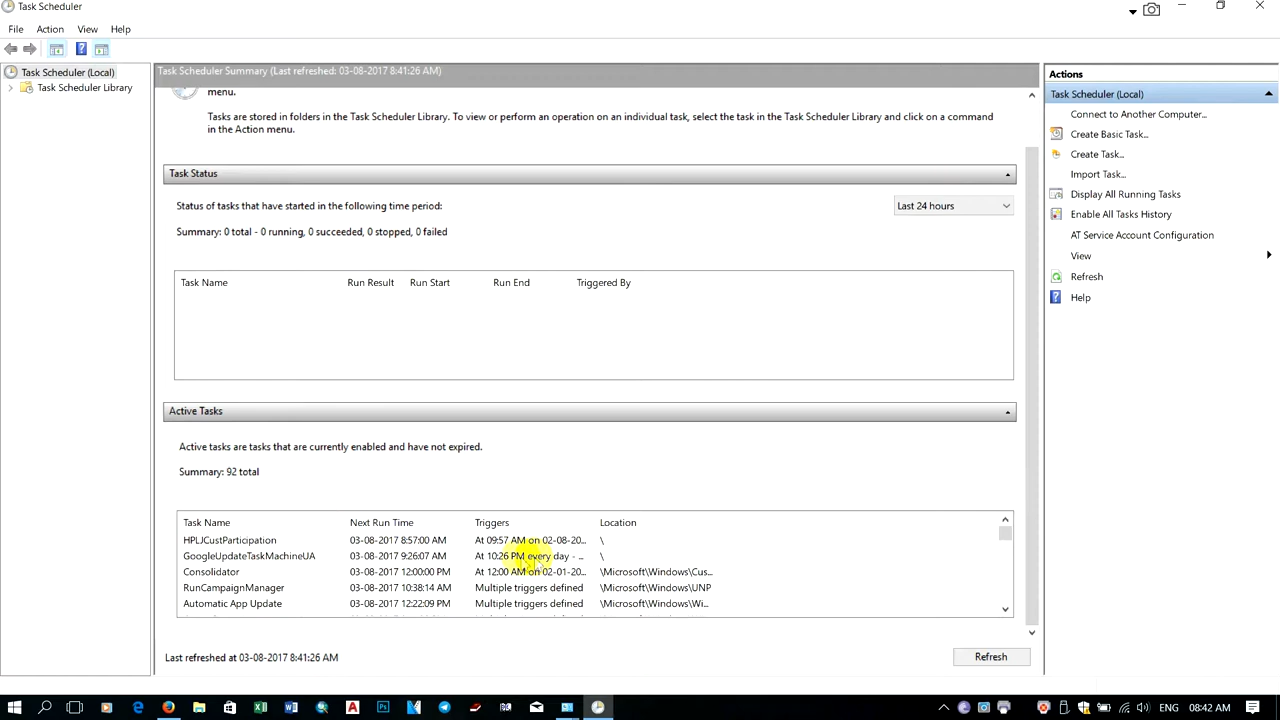 Task Scheduler
File Action View Help
Task Scheduler (Local)
Task Scheduler Library
Task Scheduler Summary (Last refreshed: 03-08-2017 8:41:26 AM)
menu.
Tasks are stored in folders in the Task Scheduler Library. To view or perform an operation on an individual task, select the task in the Task Scheduler Library and click on a command
in the Action menu.
Task Status
Status of tasks that have started in the following time period:
Last 24 hours
Summary: 0 total - 0 running, 0 succeeded, 0 stopped, 0 failed
Task Name Run Result Run Start Run End Triggered By
Active Tasks
Active tasks are tasks that are currently enabled and have not expired.
Summary: 92 total
Task Name Next Run Time Triggers Location
HPLJCustParticipation 03-08-2017 8:57:00 AM At 09:57 AM on 02-08-20... \
GoogleUpdateTaskMachineUA 03-08-2017 9:26:07 AM At 10:26 PM every day - ... \
Consolidator 03-08-2017 12:00:00 PM At 12:00 AM on 02-01-20... \Microsoft\Windows\Cus...
RunCampaignManager 03-08-2017 10:38:14 AM Multiple triggers defined \Microsoft\Windows\UNP
Automatic App Update 03-08-2017 12:22:09 PM Multiple triggers defined \Microsoft\Windows\Wi...
Last refreshed at 03-08-2017 8:41:26 AM
Refresh
Actions
Task Scheduler (Local)
Connect to Another Computer...
Create Basic Task...
Create Task...
Import Task...
Display All Running Tasks
Enable All Tasks History
AT Service Account Configuration
View
Refresh
Help
ENG 08:42 AM